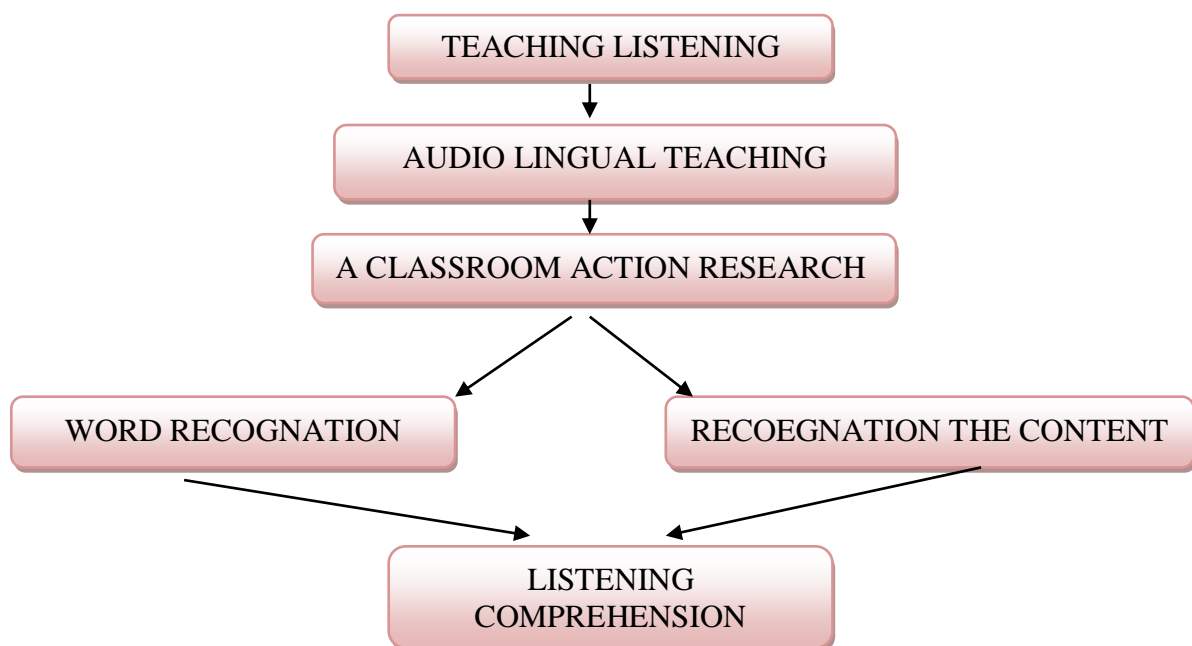 TEACHING LISTENING
AUDIO LINGUAL TEACHING
A CLASSROOM ACTION RESEARCH
WORD RECOGNATION
RECOEGNATION THE CONTENT
LISTENING
COMPREHENSION